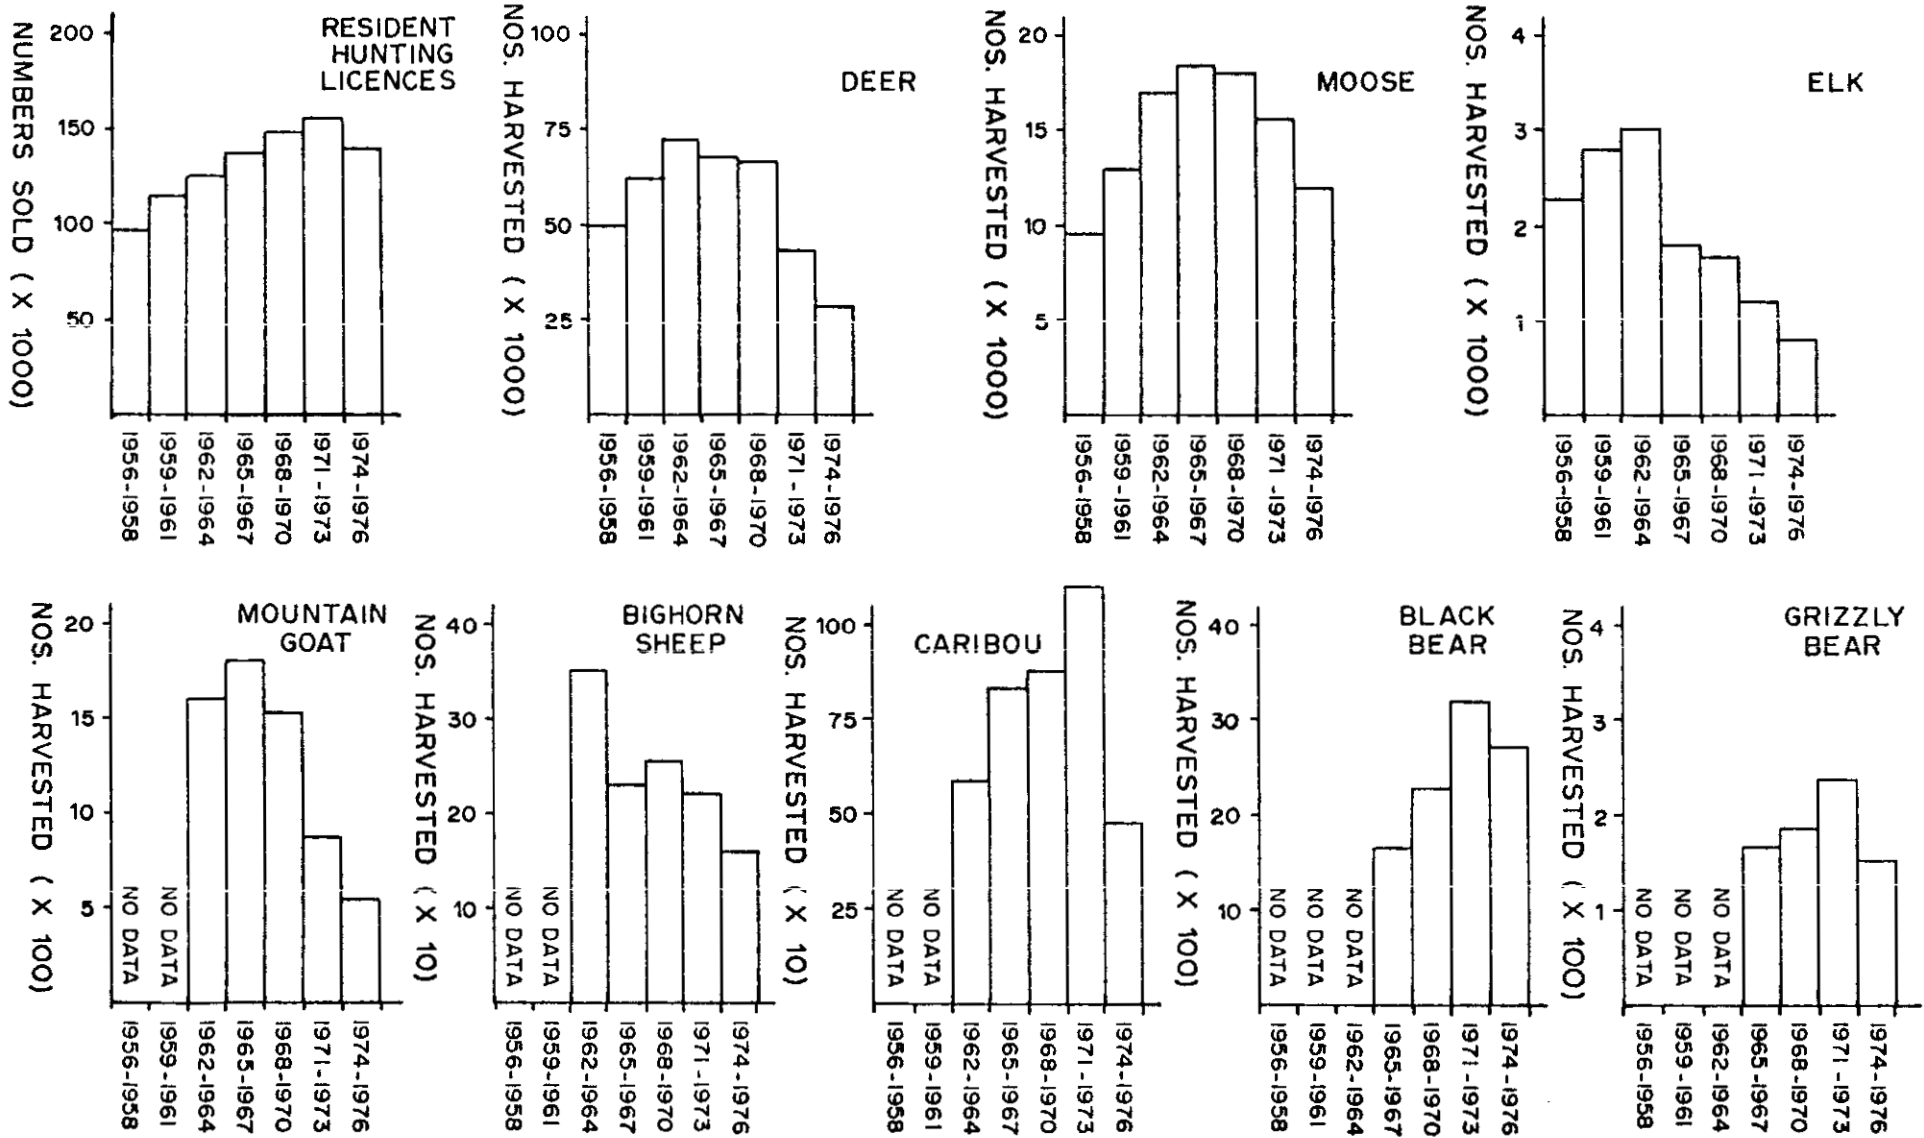 NUMBERS SOLD (X 1000)
200
150
100
50
RESIDENT
HUNTING
LICENCES
1956-1958
1959-1961
1962-1964
1965-1967
1968-1970
1971-1973
1974-1976
NOS. HARVESTED (X 1000)
100
75
50
25
DEER
1956-1958
1959-1961
1962-1964
1965-1967
1968-1970
1971-1973
1974-1976
NOS. HARVESTED (X 1000)
20
15
10
5
MOOSE
1956-1958
1959-1961
1962-1964
1965-1967
1968-1970
1971-1973
1974-1976
NOS. HARVESTED (X 1000)
4
3
2
1
ELK
1956-1958
1959-1961
1962-1964
1965-1967
1968-1970
1971-1973
1974-1976
NOS. HARVESTED (X 100)
20
15
10
5
MOUNTAIN
GOAT
NO DATA
NO DATA
1956-1958
1959-1961
1962-1964
1965-1967
1968-1970
1971-1973
1974-1976
NOS. HARVESTED (X 10)
40
30
20
10
BIGHORN
SHEEP
NO DATA
NO DATA
1956-1958
1959-1961
1962-1964
1965-1967
1968-1970
1971-1973
1974-1976
NOS. HARVESTED (X 10)
100
75
50
25
CARIBOU
NO DATA
NO DATA
1956-1958
1959-1961
1962-1964
1965-1967
1968-1970
1971-1973
1974-1976
NOS. HARVESTED (X 100)
40
30
20
10
BLACK
BEAR
NO DATA
NO DATA
NO DATA
1956-1958
1959-1961
1962-1964
1965-1967
1968-1970
1971-1973
1974-1976
NOS. HARVESTED (X 100)
4
3
2
1
GRIZZLY
BEAR
NO DATA
NO DATA
NO DATA
1956-1958
1959-1961
1962-1964
1965-1967
1968-1970
1971-1973
1974-1976